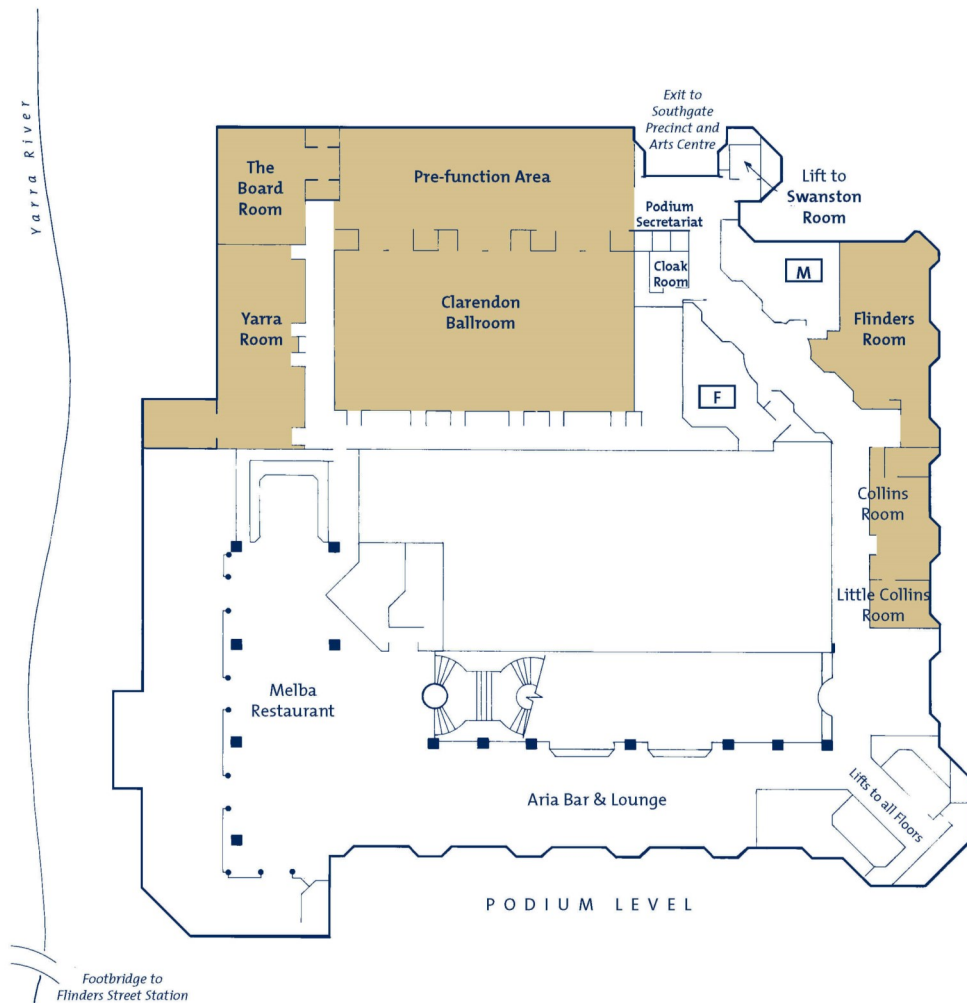 Yarra River
Exit to
Southgate
Precinct and
Arts Centre
The
Board
Room
Pre-function Area
Lift to
Swanston
Room
Podium
Secretariat
Cloak
Room
M
Yarra
Room
Clarendon
Ballroom
Flinders
Room
F
Collins
Room
Little Collins
Room
Melba
Restaurant
Aria Bar & Lounge
Lifts to all Floors
PODIUM LEVEL
Footbridge to
Flinders Street Station